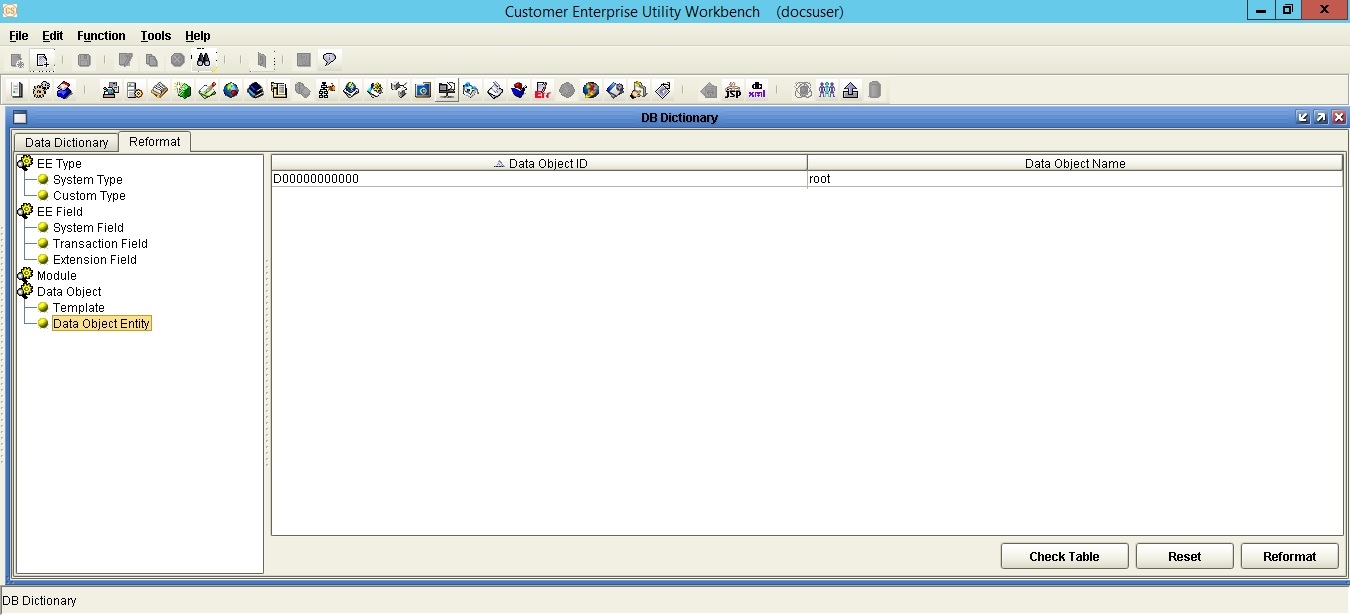 Customer Enterprise Utility Workbench (docsuser)
File Edit Function Tools Help
jsp
xml
DB Dictionary
Data Dictionary Reformat
EE Type
System Type
Custom Type
EE Field
System Field
Transaction Field
Extension Field
Module
Data Object
Template
Data Object Entity
Data Object ID Data Object Name
D00000000000 root
Check Table Reset Reformat
DB Dictionary